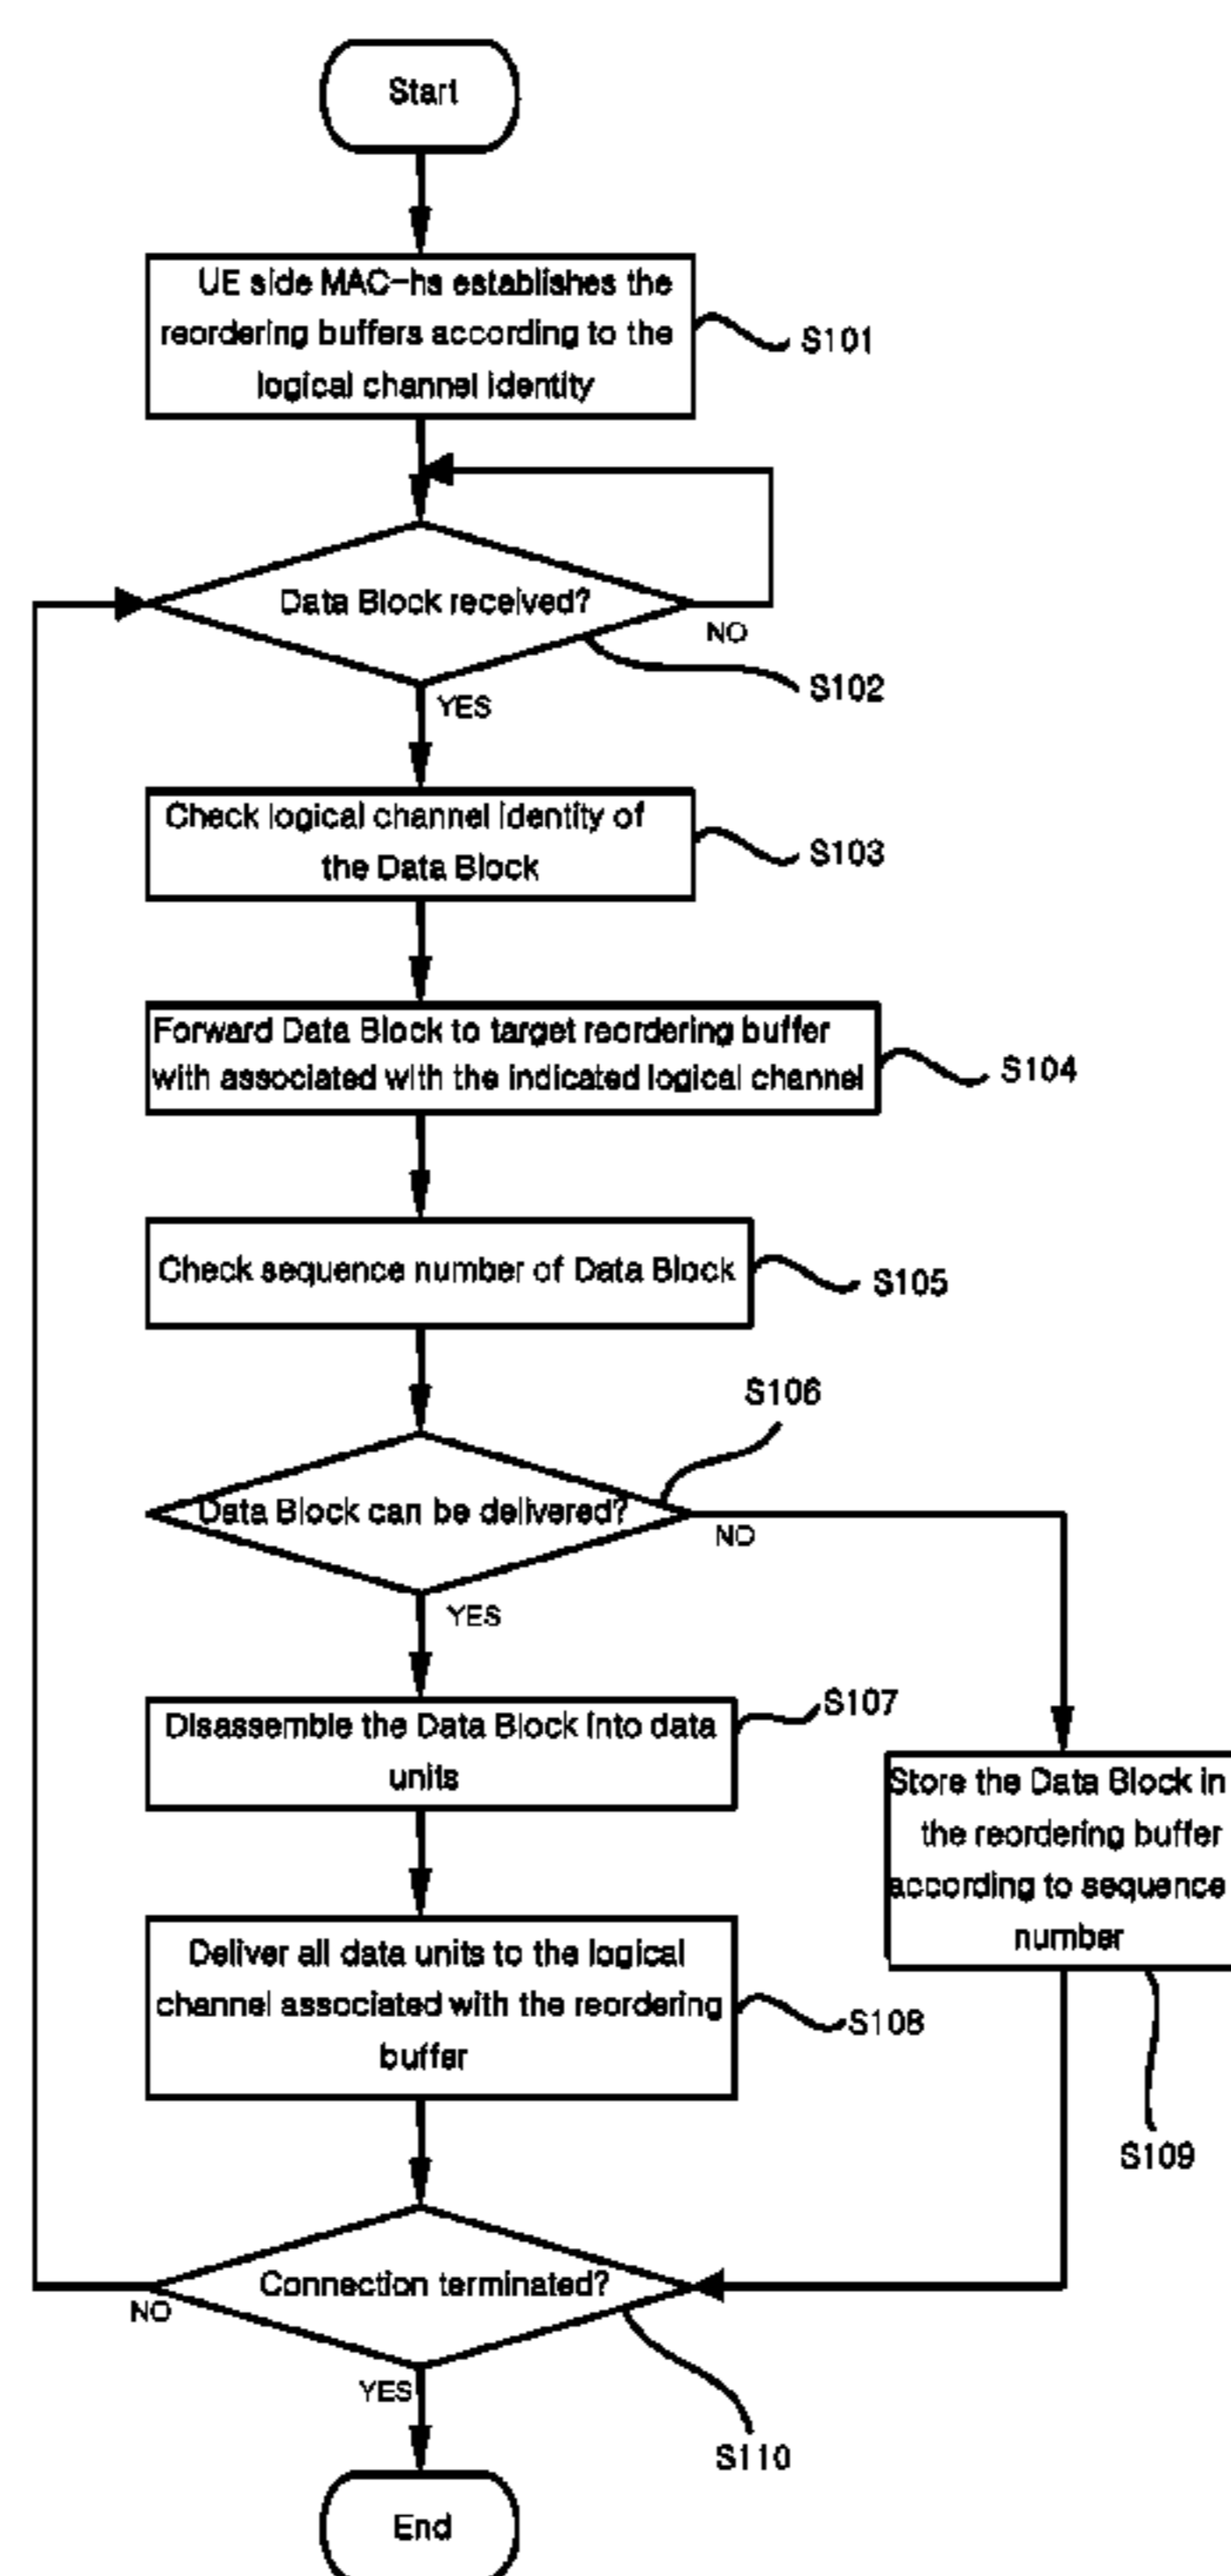 Start
UE side MAC-hs establishes the
reordering buffers according to the
logical channel identity
S101
Data Block received?
NO
S102
YES
Check logical channel identity of
the Data Block
S103
Forward Data Block to target reordering buffer
with associated with the indicated logical channel
S104
Check sequence number of Data Block
S105
S106
Data Block can be delivered?
NO
YES
Disassemble the Data Block into data
units
S107
Store the Data Block in
the reordering buffer
according to sequence
number
Deliver all data units to the logical
channel associated with the reordering
buffer
S108
S109
Connection terminated?
NO
YES
S110
End